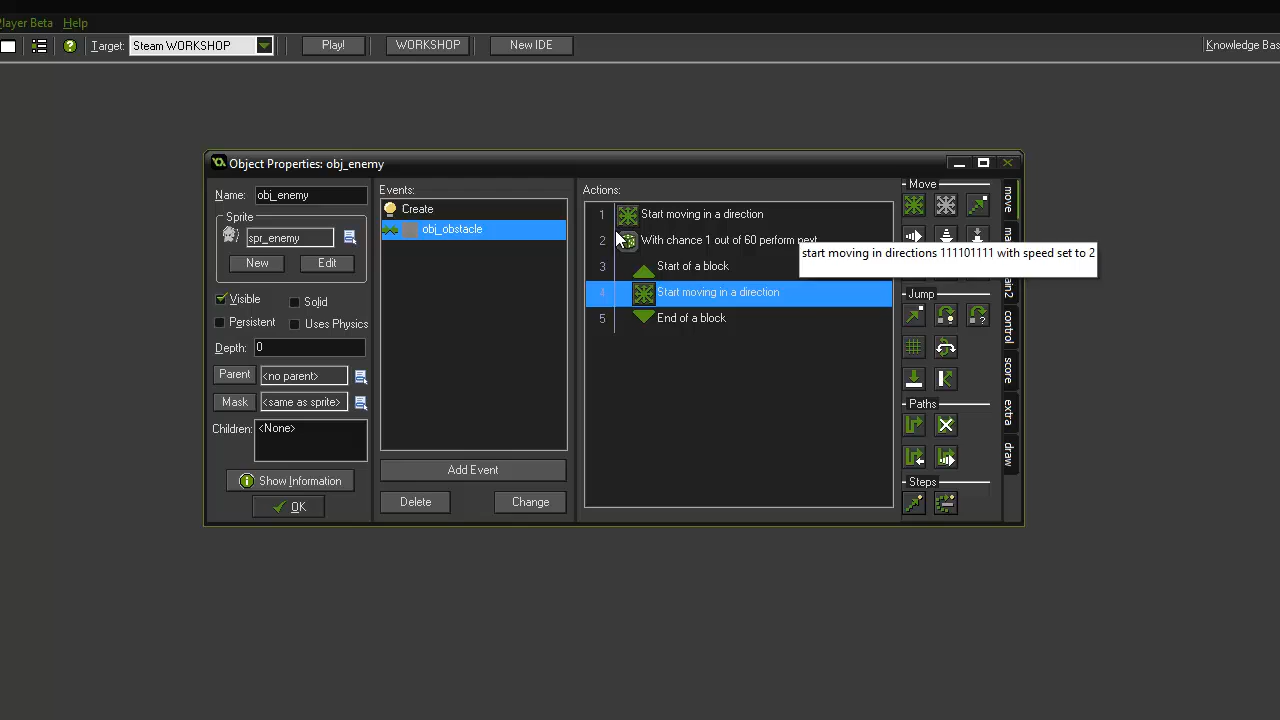 Player Beta Help
Target: Steam WORKSHOP Play! WORKSHOP New IDE Knowledge Bas
Object Properties: obj_enemy
Name: obj_enemy
Sprite
spr_enemy
New Edit
Visible Solid
Persistent Uses Physics
Depth: 0
Parent <no parent>
Mask <same as sprite>
Children: <None>
Show Information
OK
Events:
Create
obj_obstacle
Add Event
Delete Change
Actions:
1 Start moving in a direction
2 With chance 1 out of 60 perform next
3 Start of a block
4 Start moving in a direction
5 End of a block
start moving in directions 111101111 with speed set to 2
Move
Jump
Paths
Steps
move
main2
control
score
extra
draw